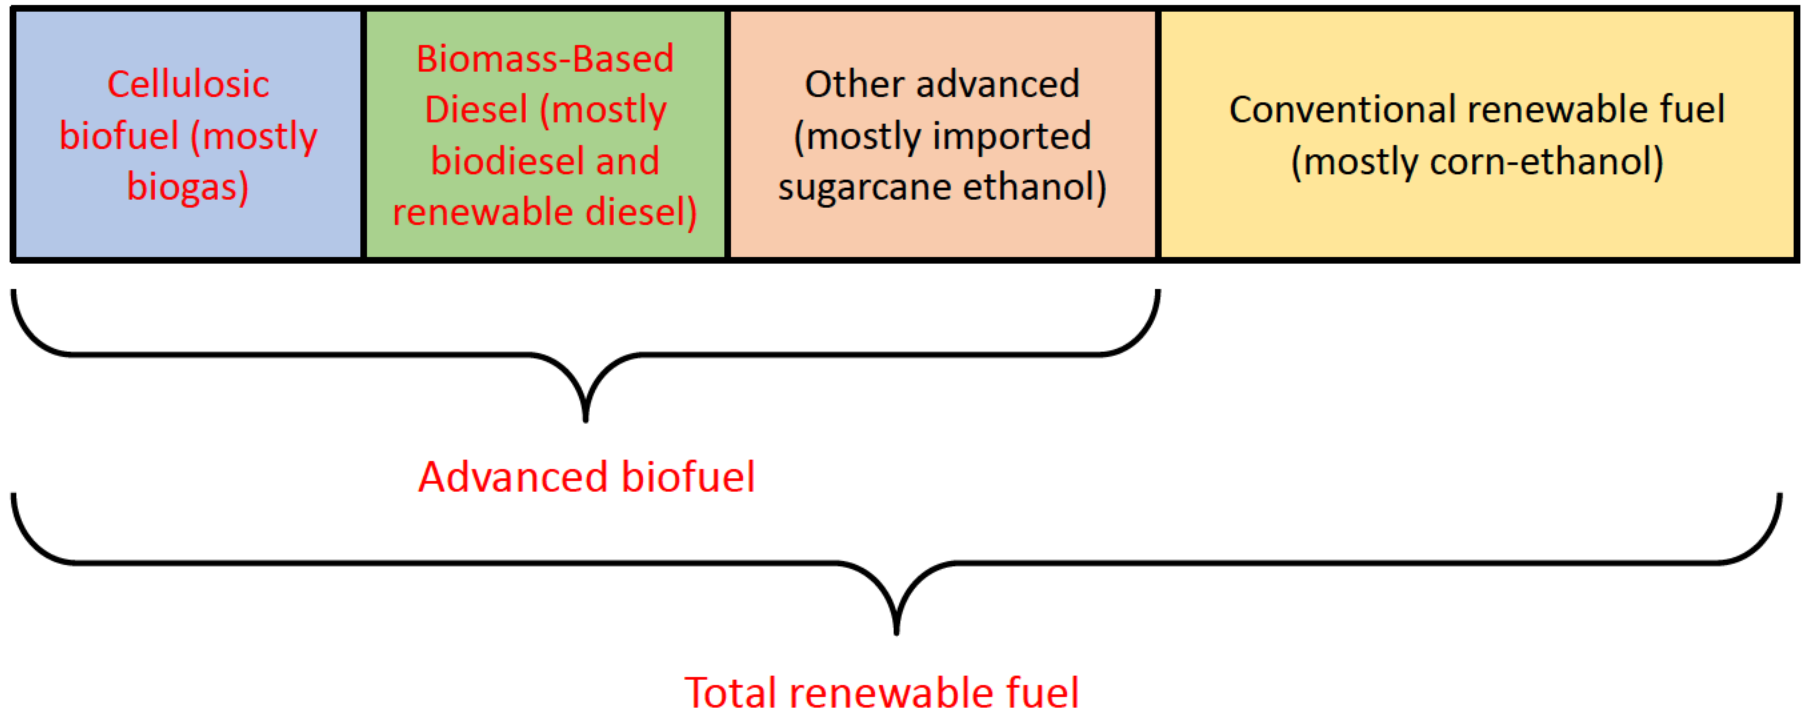 Cellulosic
biofuel (mostly
biogas)
Biomass-Based
Diesel (mostly
biodiesel and
renewable diesel)
Other advanced
(mostly imported
sugarcane ethanol)
Conventional renewable fuel
(mostly corn-ethanol)
Advanced biofuel
Total renewable fuel